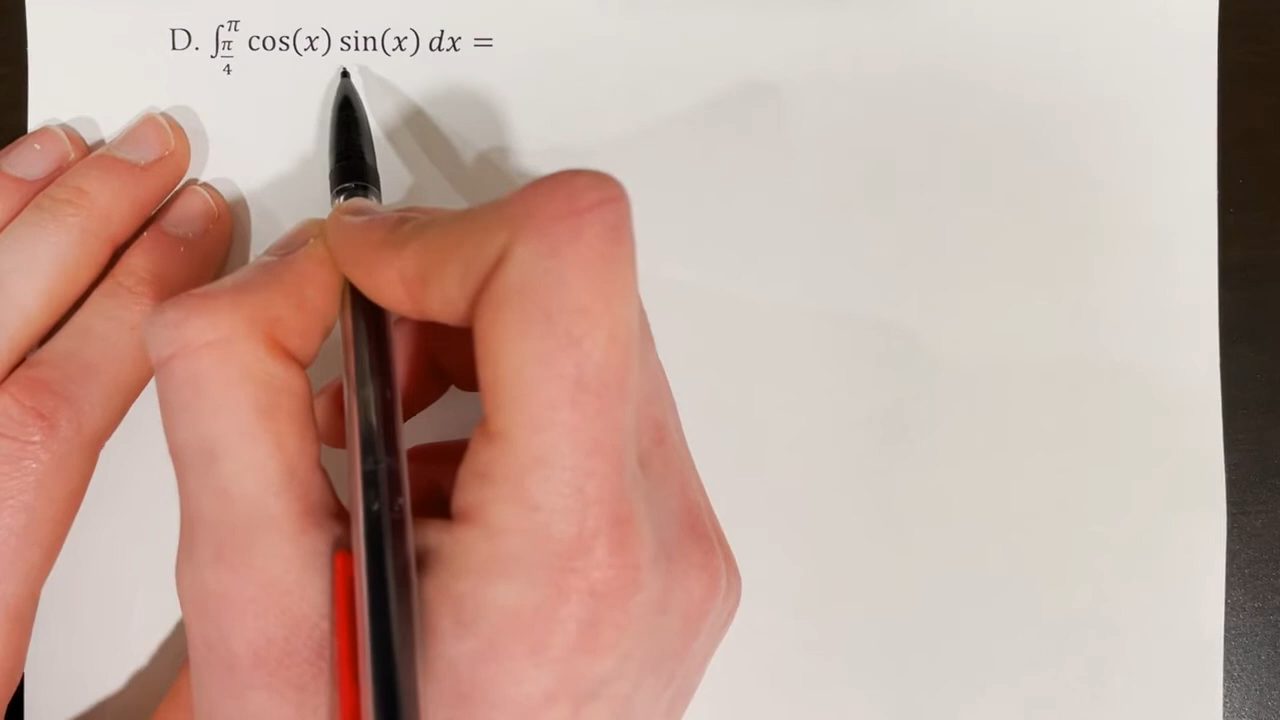 D. ∫_{π/4}^{π} cos(x) sin(x) dx =